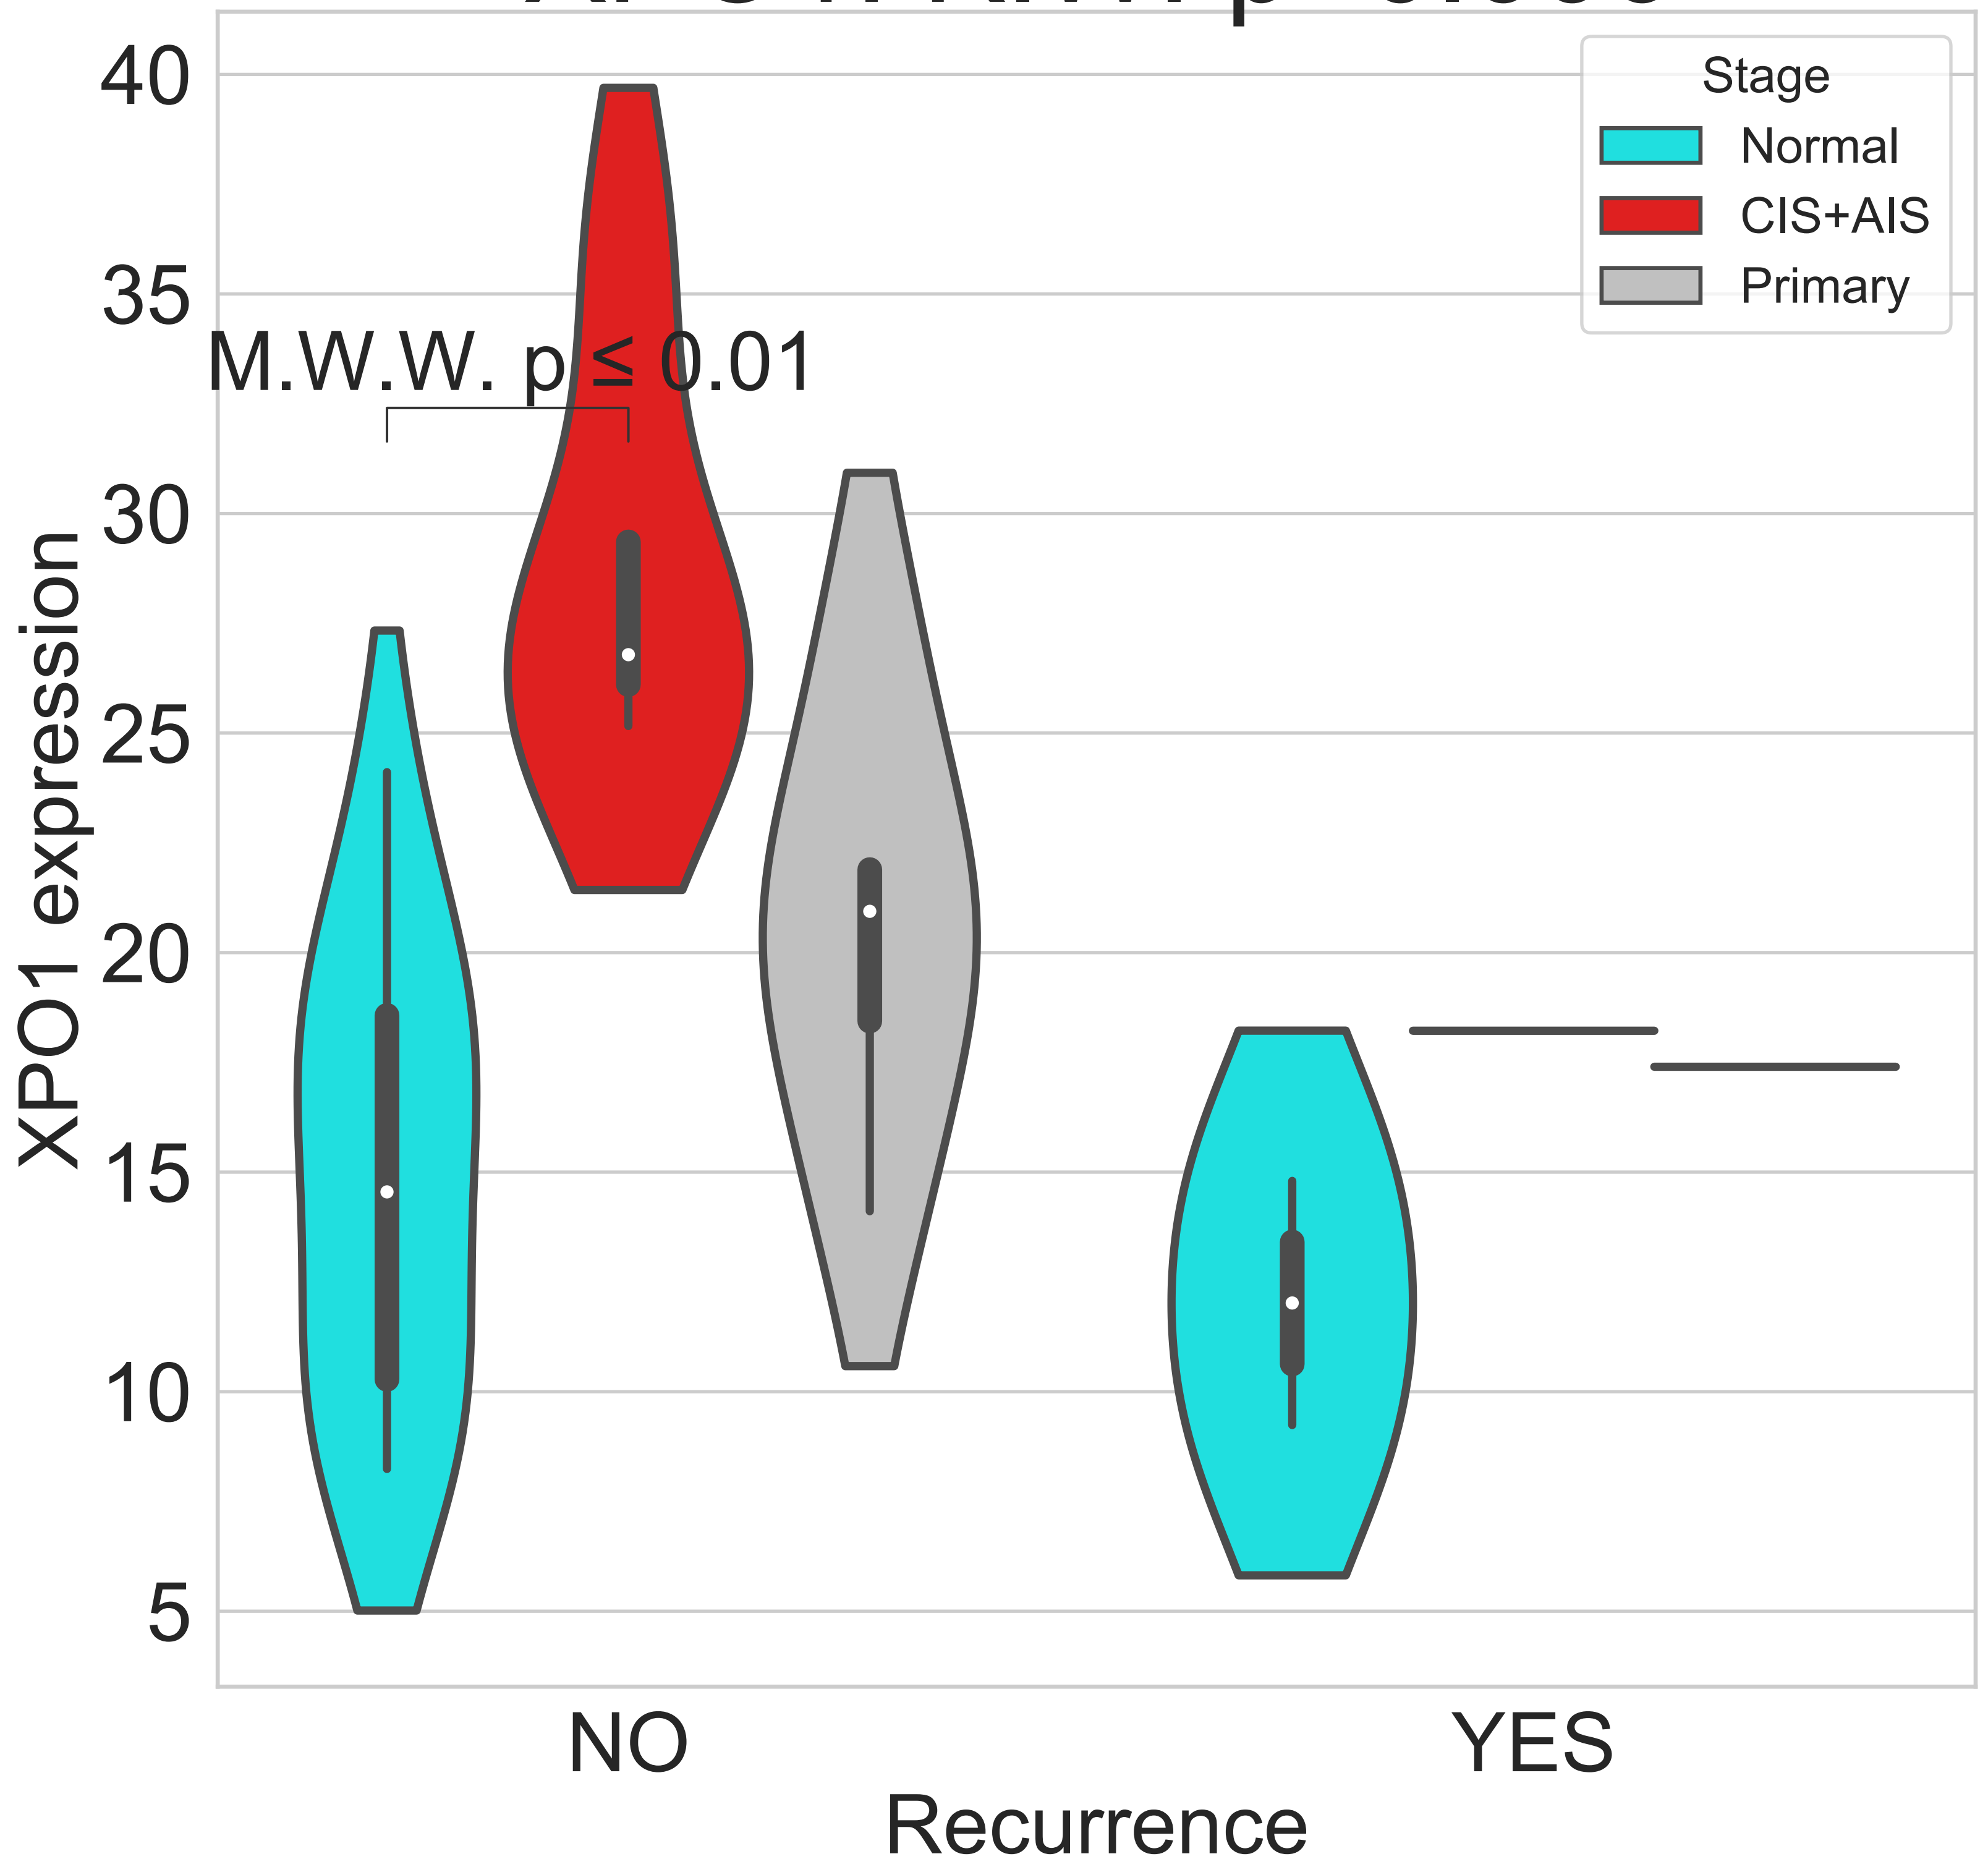 40
35
30
25
20
15
10
5
XPO1 expression
M.W.W. p ≤ 0.01
Stage
Normal
CIS+AIS
Primary
NO
YES
Recurrence